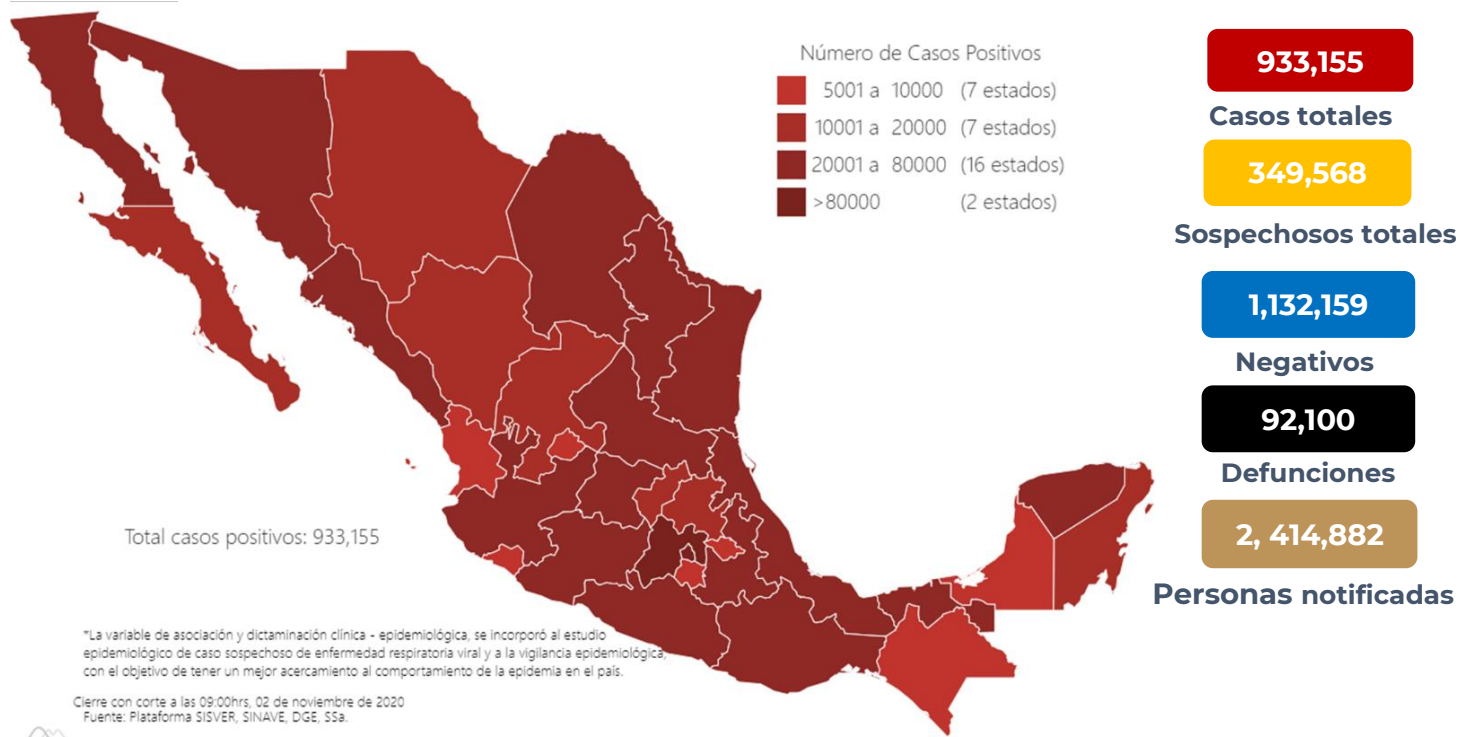 Número de Casos Positivos
5001 a 10000 (7 estados)
10001 a 20000 (7 estados)
20001 a 80000 (16 estados)
>80000 (2 estados)
933,155
Casos totales
349,568
Sospechosos totales
1,132,159
Negativos
92,100
Defunciones
2, 414,882
Personas notificadas
Total casos positivos: 933,155
*La variable de asociación y dictaminación clínica - epidemiológica, se incorporó al estudio
epidemiológico de caso sospechoso de enfermedad respiratoria viral y a la vigilancia epidemiológica,
con el objetivo de tener un mejor acercamiento al comportamiento de la epidemia en el país.
Cierre con corte a las 09:00hrs, 02 de noviembre de 2020
Fuente: Plataforma SISVER, SINAVE, DGE, SSa.